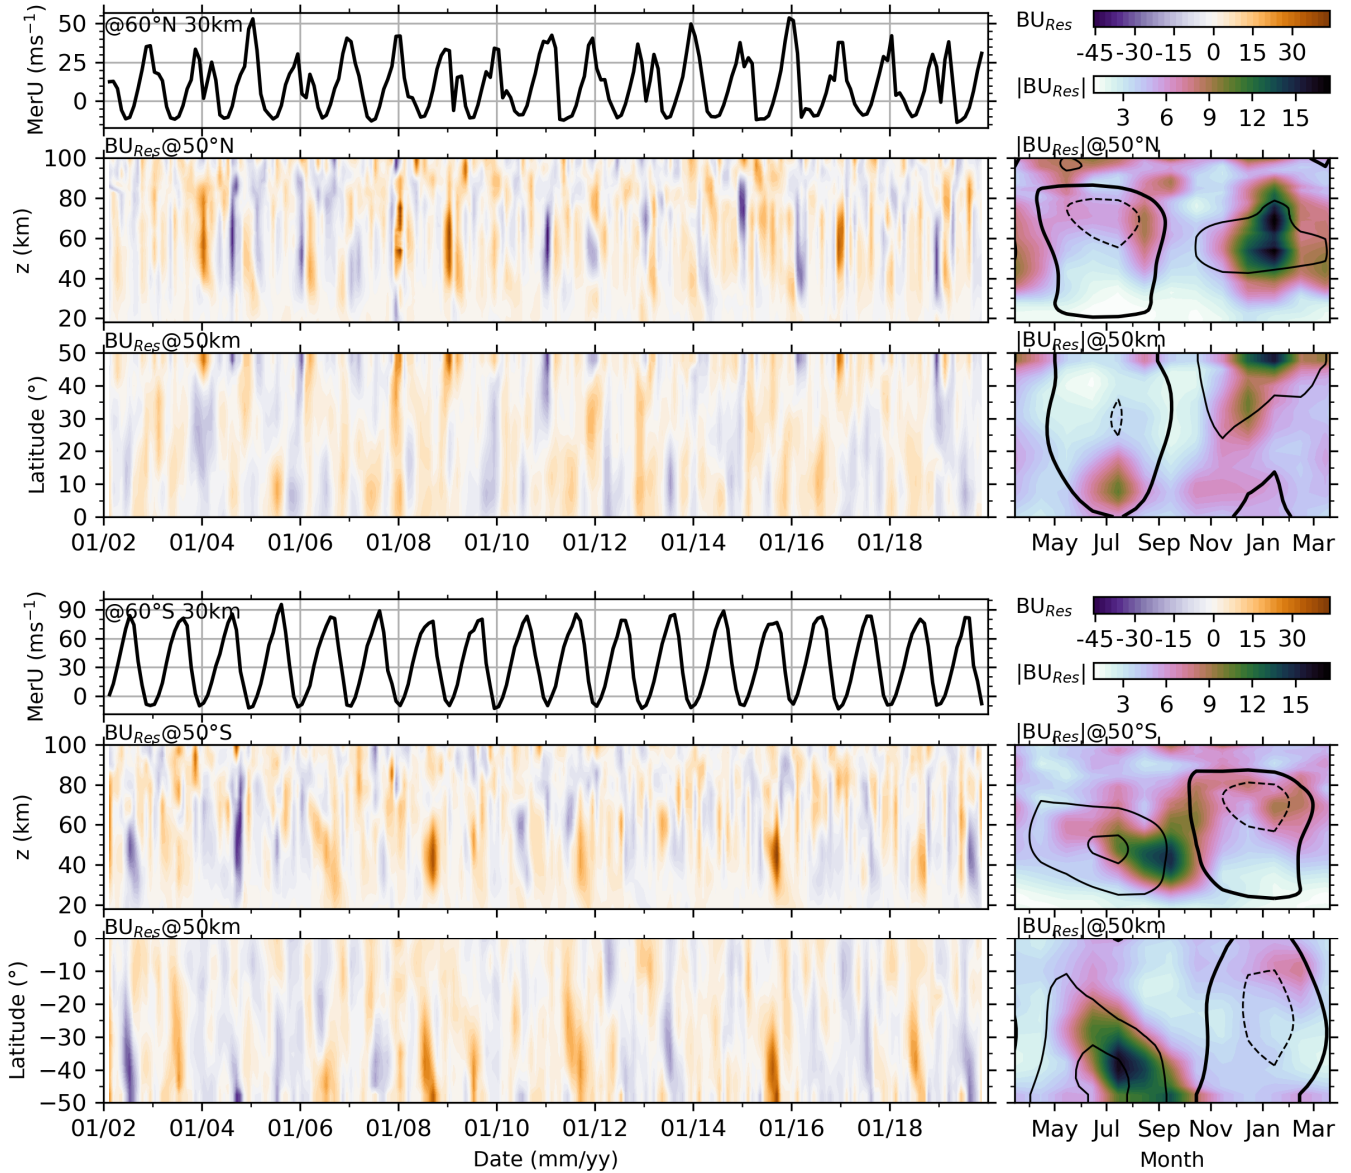 @60°N 30km
MerU (ms⁻¹)
50
25
0
BU_Res
-45 -30 -15 0 15 30
|BU_Res|
3 6 9 12 15
BU_Res@50°N
|BU_Res|@50°N
z (km)
100
80
60
40
20
BU_Res@50km
|BU_Res|@50km
Latitude (°)
50
40
30
20
10
0
01/02 01/04 01/06 01/08 01/10 01/12 01/14 01/16 01/18
May Jul Sep Nov Jan Mar
@60°S 30km
MerU (ms⁻¹)
90
60
30
0
BU_Res
-45 -30 -15 0 15 30
|BU_Res|
3 6 9 12 15
BU_Res@50°S
|BU_Res|@50°S
z (km)
100
80
60
40
20
BU_Res@50km
|BU_Res|@50km
Latitude (°)
0
−10
−20
−30
−40
−50
01/02 01/04 01/06 01/08 01/10 01/12 01/14 01/16 01/18
May Jul Sep Nov Jan Mar
Date (mm/yy)
Month